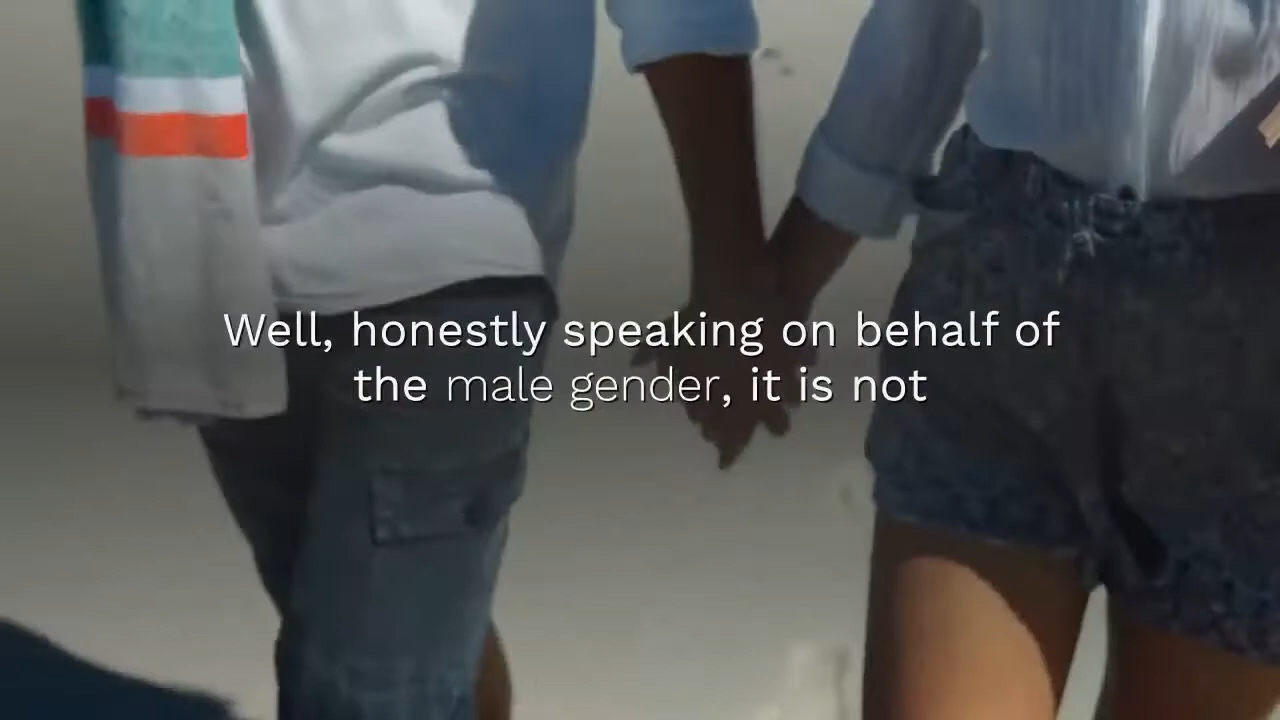 Well, honestly speaking on behalf of
the male gender, it is not